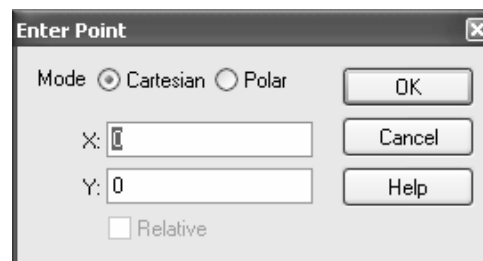 Enter Point
Mode Cartesian Polar OK
X: 0 Cancel
Y: 0 Help
Relative